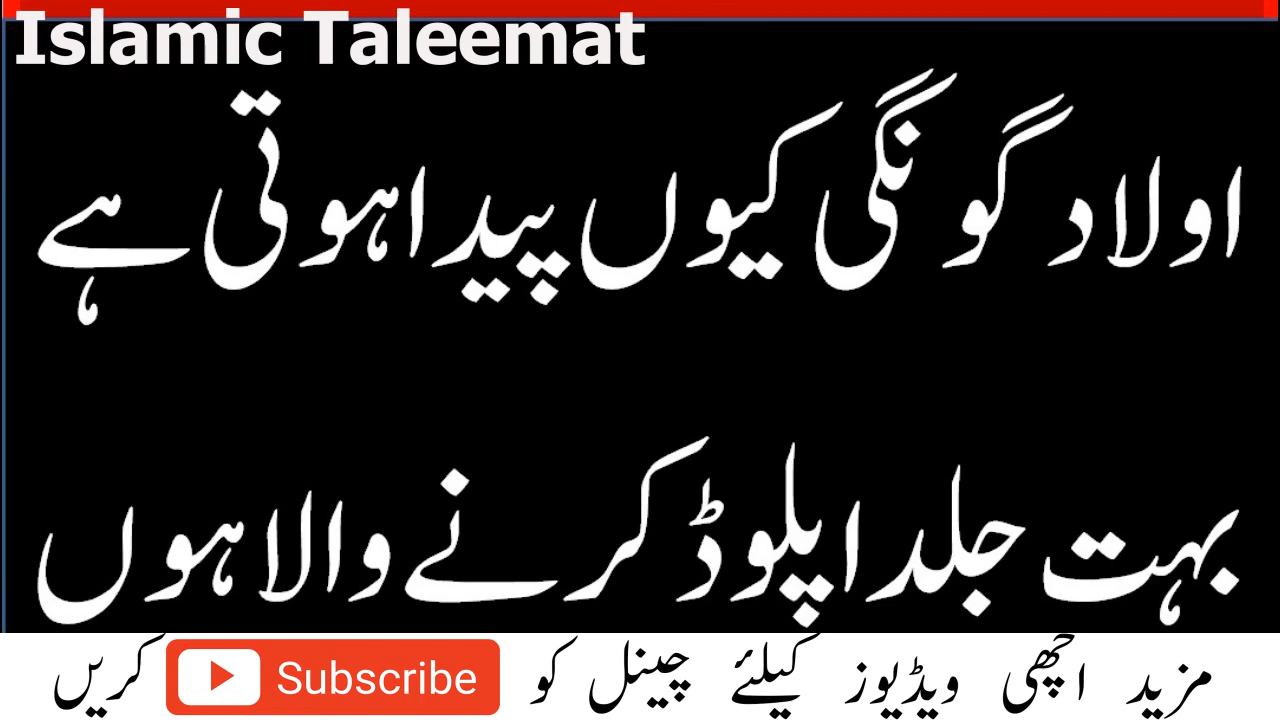 Islamic Taleemat
اولاد گونگی کیوں پیدا ہوتی ہے
بہت جلد اپلوڈ کرنے والا ہوں
مزید اچھی ویڈیوز کیلئے چینل کو Subscribe کریں